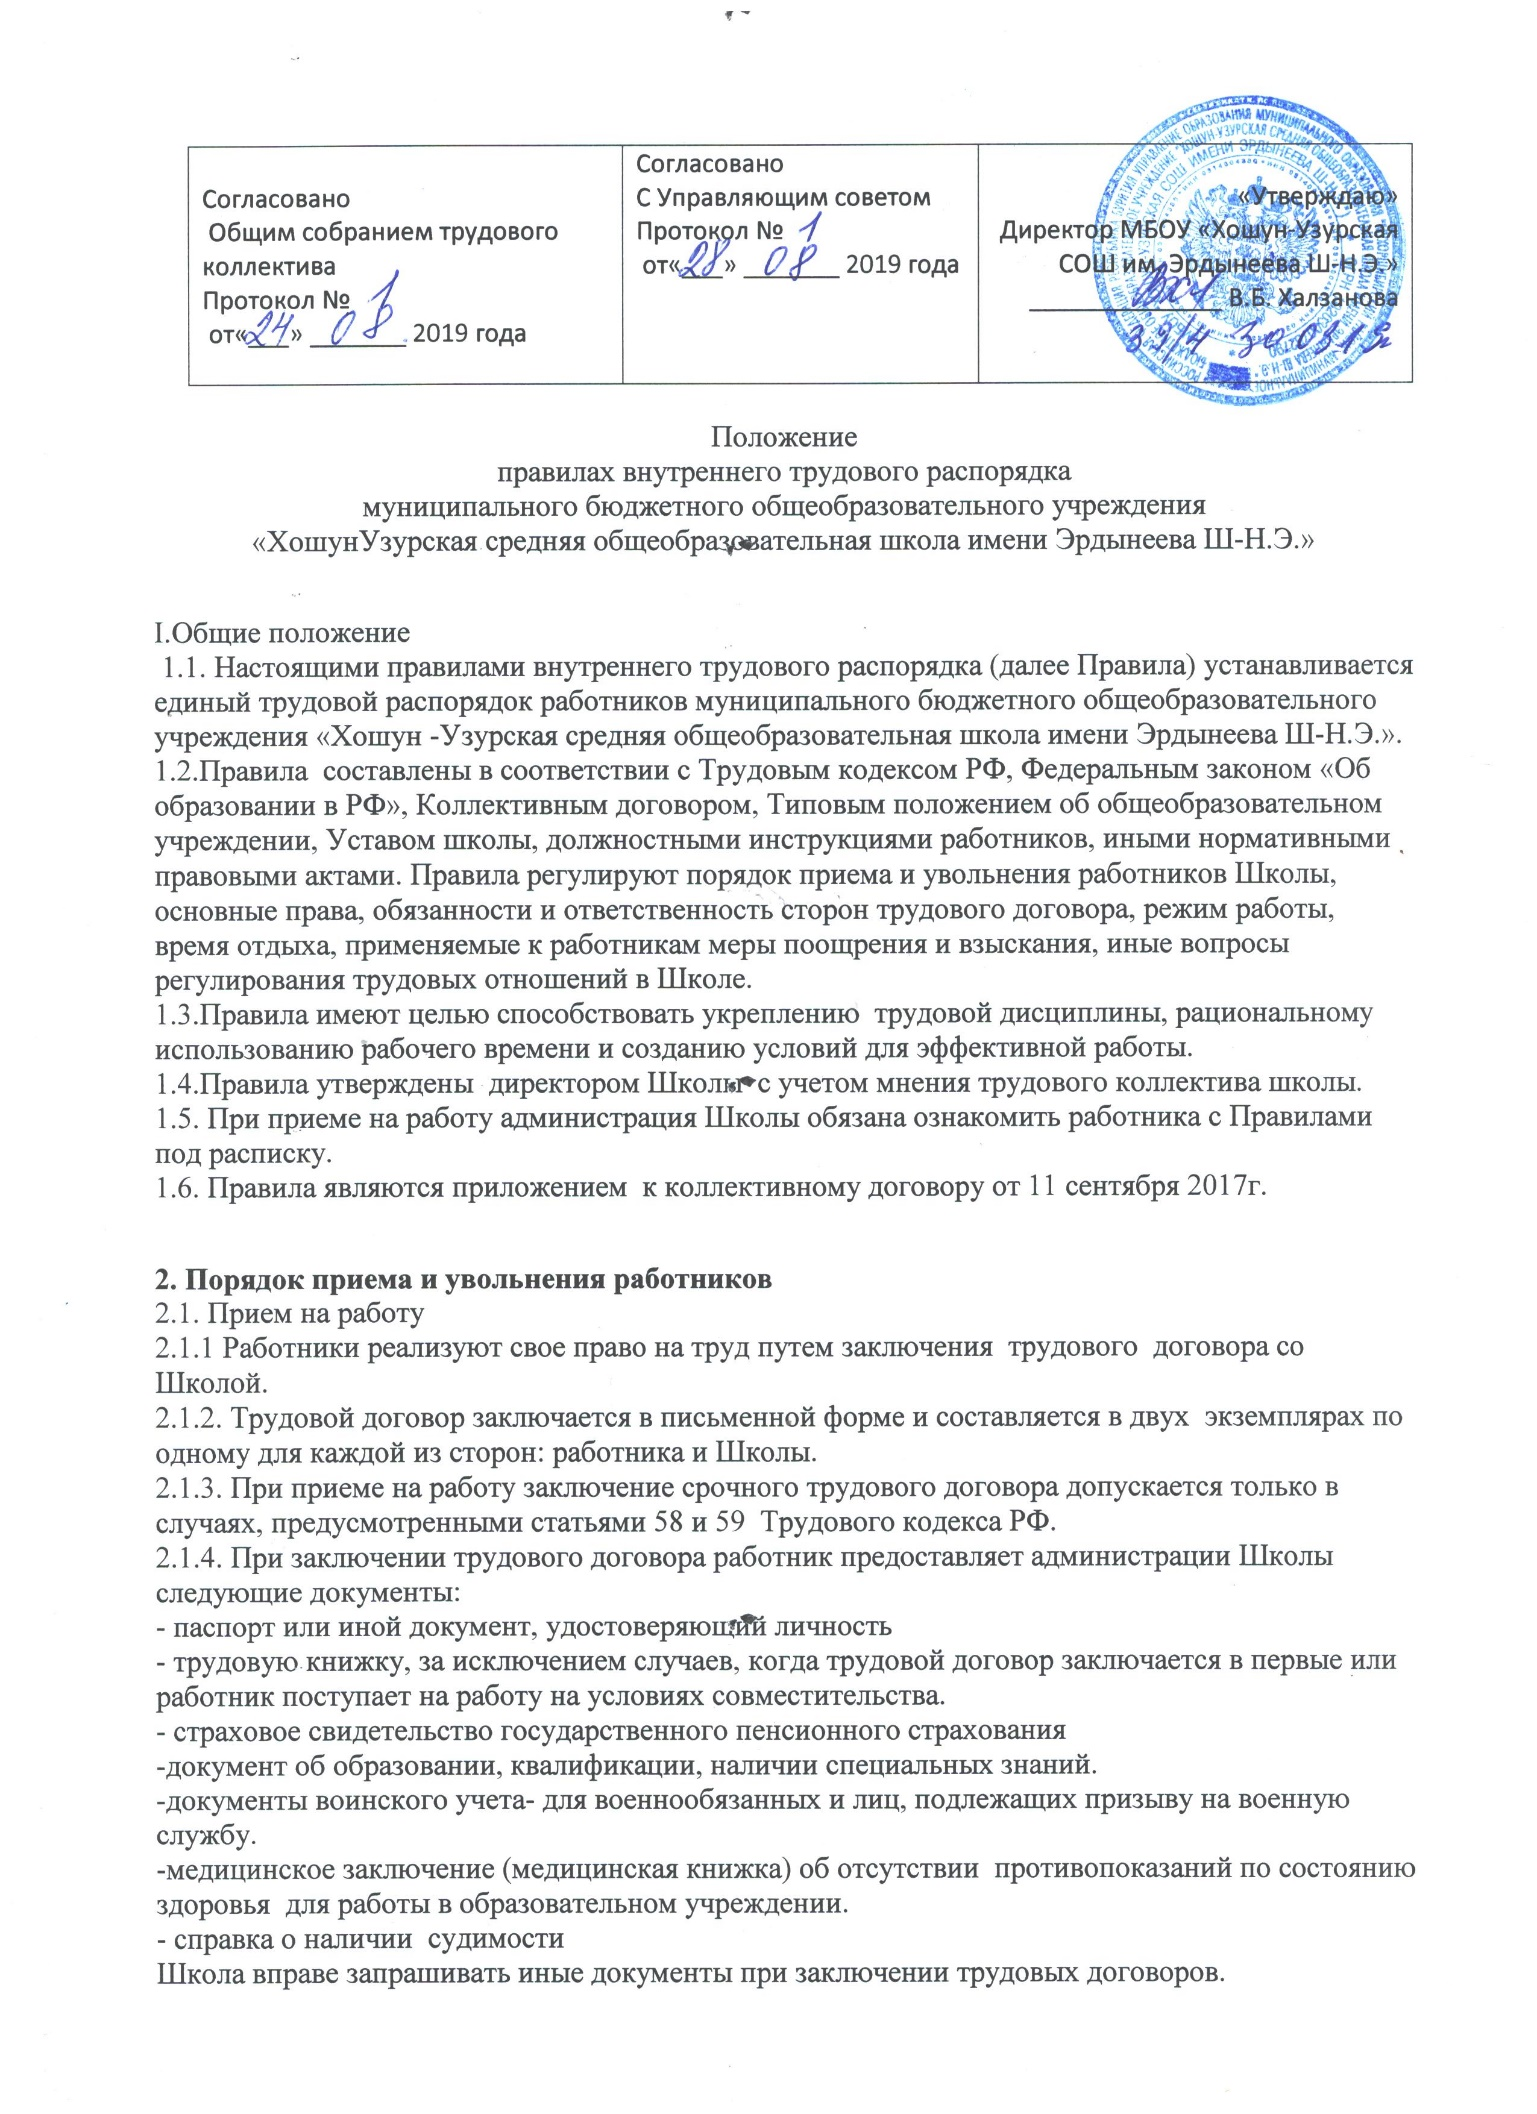 Согласовано
Общим собранием трудового
коллектива
Протокол № 1
от«24» 08 2019 года
Согласовано
С Управляющим советом
Протокол № 1
от«28» 08 2019 года
«Утверждаю»
Директор МБОУ «Хошун-Узурская
СОШ им. Эрдынеева Ш-Н.Э.»
В.Б. Халзанова
Положение
правилах внутреннего трудового распорядка
муниципального бюджетного общеобразовательного учреждения
«ХошунУзурская средняя общеобразовательная школа имени Эрдынеева Ш-Н.Э.»
I.Общие положение
1.1. Настоящими правилами внутреннего трудового распорядка (далее Правила) устанавливается
единый трудовой распорядок работников муниципального бюджетного общеобразовательного
учреждения «Хошун -Узурская средняя общеобразовательная школа имени Эрдынеева Ш-Н.Э.».
1.2.Правила составлены в соответствии с Трудовым кодексом РФ, Федеральным законом «Об
образовании в РФ», Коллективным договором, Типовым положением об общеобразовательном
учреждении, Уставом школы, должностными инструкциями работников, иными нормативными
правовыми актами. Правила регулируют порядок приема и увольнения работников Школы,
основные права, обязанности и ответственность сторон трудового договора, режим работы,
время отдыха, применяемые к работникам меры поощрения и взыскания, иные вопросы
регулирования трудовых отношений в Школе.
1.3.Правила имеют целью способствовать укреплению трудовой дисциплины, рациональному
использованию рабочего времени и созданию условий для эффективной работы.
1.4.Правила утверждены директором Школы с учетом мнения трудового коллектива школы.
1.5. При приеме на работу администрация Школы обязана ознакомить работника с Правилами
под расписку.
1.6. Правила являются приложением к коллективному договору от 11 сентября 2017г.
2. Порядок приема и увольнения работников
2.1. Прием на работу
2.1.1 Работники реализуют свое право на труд путем заключения трудового договора со
Школой.
2.1.2. Трудовой договор заключается в письменной форме и составляется в двух экземплярах по
одному для каждой из сторон: работника и Школы.
2.1.3. При приеме на работу заключение срочного трудового договора допускается только в
случаях, предусмотренными статьями 58 и 59 Трудового кодекса РФ.
2.1.4. При заключении трудового договора работник предоставляет администрации Школы
следующие документы:
- паспорт или иной документ, удостоверяющий личность
- трудовую книжку, за исключением случаев, когда трудовой договор заключается в первые или
работник поступает на работу на условиях совместительства.
- страховое свидетельство государственного пенсионного страхования
-документ об образовании, квалификации, наличии специальных знаний.
-документы воинского учета- для военнообязанных и лиц, подлежащих призыву на военную
службу.
-медицинское заключение (медицинская книжка) об отсутствии противопоказаний по состоянию
здоровья для работы в образовательном учреждении.
- справка о наличии судимости
Школа вправе запрашивать иные документы при заключении трудовых договоров.